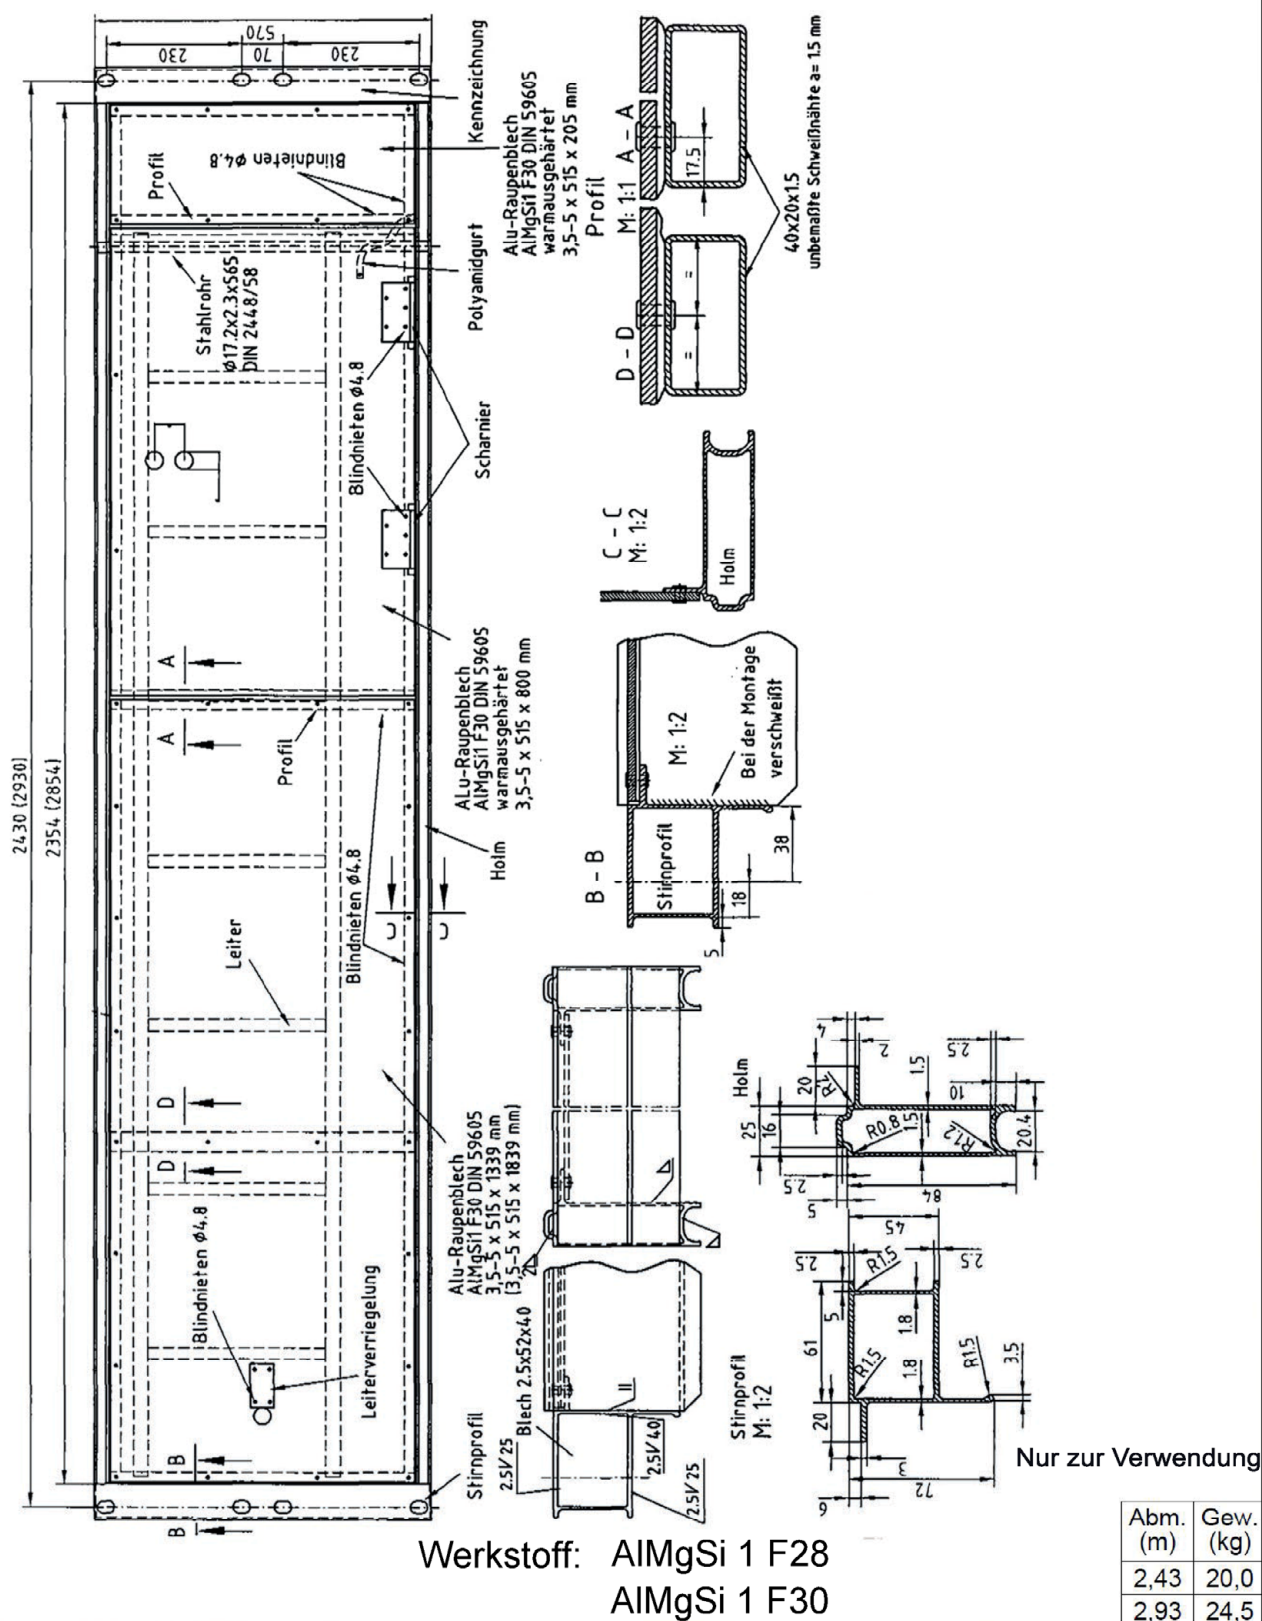 570
230
70
230
Kennzeichnung
Alu-Raupenblech
AlMgSi1 F30 DIN 59605
warmausgehärtet
3,5-5 x 515 x 205 mm
Blindnieten ø4.8
Profil
Polyamidgurt
Stahlrohr
ø17.2x2.3x565
DIN 2448/58
Blindnieten ø4.8
Scharnier
A
A
Alu-Raupenblech
AlMgSi1 F30 DIN 59605
warmausgehärtet
3,5-5 x 515 x 800 mm
Profil
2430 (2930)
2354 (2854)
Holm
Blindnieten ø4.8
C
C
Leiter
D
D
Alu-Raupenblech
AlMgSi1 F30 DIN 59605
3,5-5 x 515 x 1339 mm
(3,5-5 x 515 x 1839 mm)
Blindnieten ø4.8
Leiterverriegelung
Stirnprofil
B
B
Profil
M: 1:1
A - A
17.5
40x20x1.5
unbemaßte Schweißnähte a= 1.5 mm
D - D
=
=
C - C
M: 1:2
Holm
B - B
M: 1:2
Bei der Montage
verschweißt
Stirnprofil
38
18
5
2
Blech 2.5x52x40
2.5V 25
2.5V 40
2.5V 25
Holm
4
2
20
R2
25
16
2.5
5
R0.8
1.5
1.5
R1.2
2.5
10
20.4
84
Stirnprofil
M: 1:2
45
2.5
R1.5
2.5
5
61
1.8
R1.5
1.8
R1.5
3.5
20
3
72
6
Nur zur Verwendung
Abm. Gew.
(m) (kg)
2,43 20,0
2,93 24,5
Werkstoff: AlMgSi 1 F28
AlMgSi 1 F30